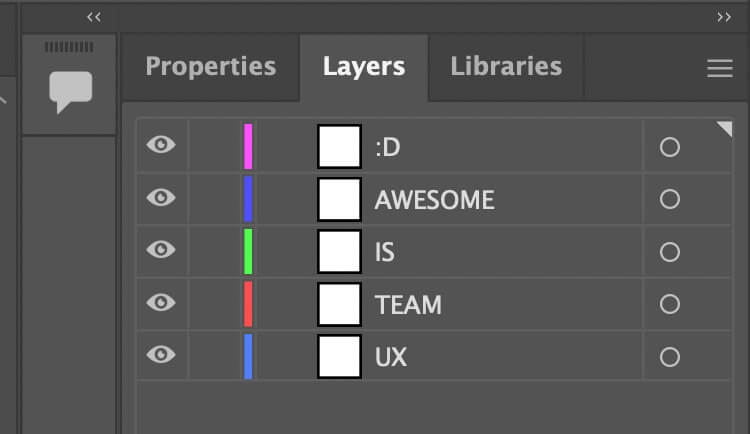 Properties Layers Libraries
:D
AWESOME
IS
TEAM
UX